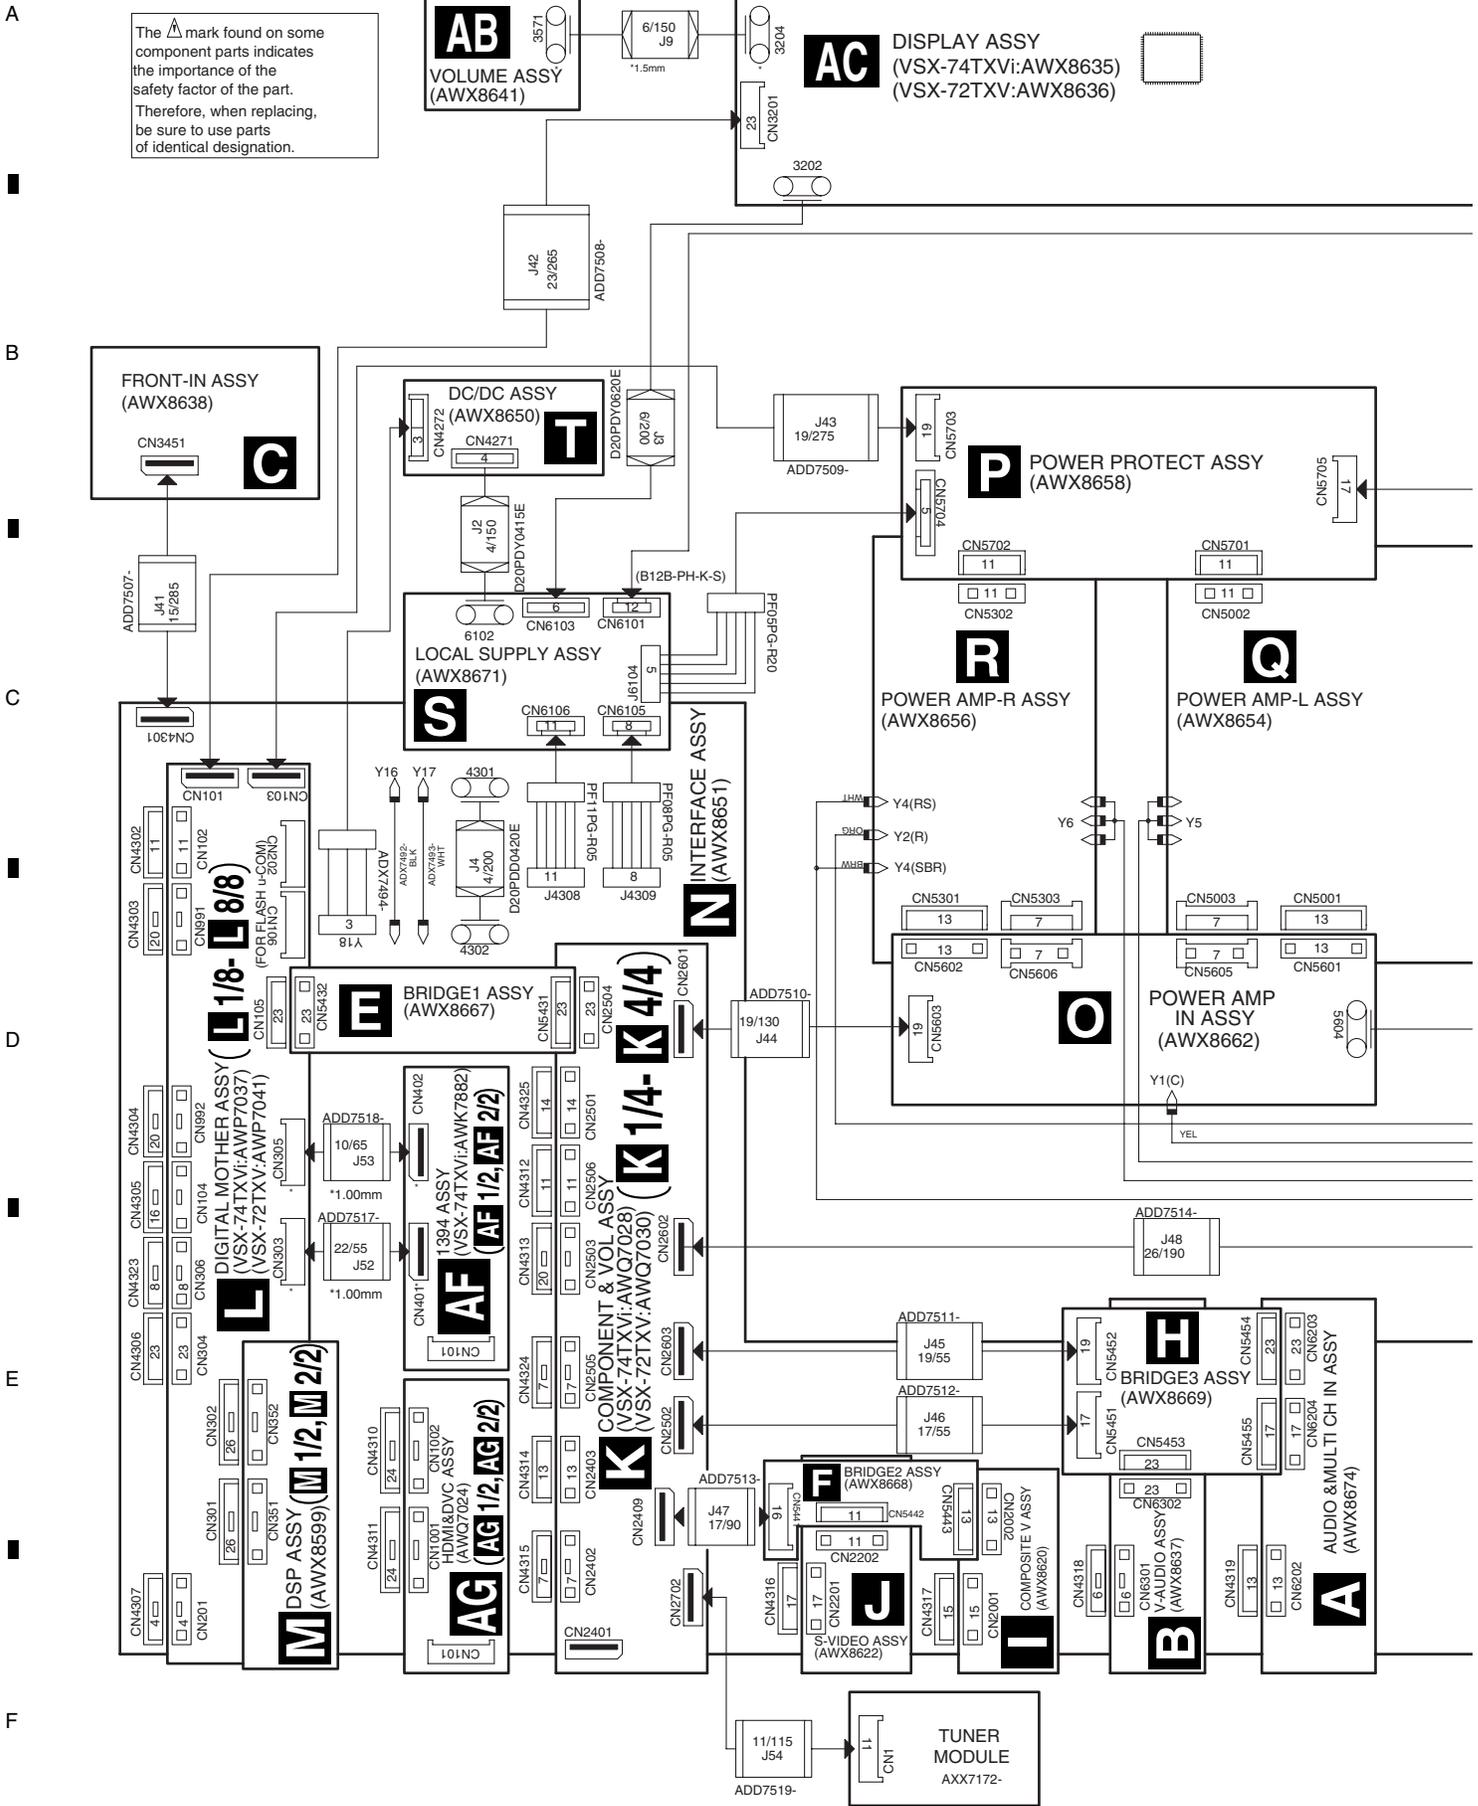 A
The ⚠ mark found on some
component parts indicates
the importance of the
safety factor of the part.
Therefore, when replacing,
be sure to use parts
of identical designation.
AB
VOLUME ASSY
(AWX8641)
3571
6/150
J9
*1.5mm
3204
*
AC
DISPLAY ASSY
(VSX-74TXVi:AWX8635)
(VSX-72TXV:AWX8636)
23
CN3201
3202
J42
23/265
ADD7508-
B
FRONT-IN ASSY
(AWX8638)
CN3451
C
DC/DC ASSY
(AWX8650)
T
3
CN4272
CN4271
4
D20PDY0620E
J3
6/200
J43
19/275
ADD7509-
19
CN5703
P
POWER PROTECT ASSY
(AWX8658)
CN5705
17
5
CN5704
CN5702
11
CN5701
11
ADD7507-
J41
15/285
J2
4/150
D20PDY0415E
(B12B-PH-K-S)
PF05PG-R20
6102
6
CN6103
12
CN6101
LOCAL SUPPLY ASSY
(AWX8671)
S
5
J6104
CN6106
11
CN6105
8
11
CN5302
11
CN5002
R
POWER AMP-R ASSY
(AWX8656)
Q
POWER AMP-L ASSY
(AWX8654)
C
CN4301
CN101
CN103
Y16
Y17
4301
PF11PG-R05
PF08PG-R05
INTERFACE ASSY
(AWX8651)
N
CN4302
11
11
CN102
CN202
CN106
(FOR FLASH u-COM)
CN4303
20
CN991
(L 1/8- L 8/8)
3
Y18
ADX7494-
ADX7492-
BLK
ADX7493-
WHT
J4
4/200
D20PDD0420E
4302
11
J4308
8
J4309
WHT
Y4(RS)
ORG
Y2(R)
BRW
Y4(SBR)
Y6
Y5
CN5301
13
CN5303
7
CN5003
7
CN5001
13
13
CN5602
7
CN5606
7
CN5605
13
CN5601
CN105
23
23
CN5432
E
BRIDGE1 ASSY
(AWX8667)
CN5431
23
23
CN2504
CN2601
(K 1/4- K 4/4)
ADD7510-
19/130
J44
19
CN5603
O
POWER AMP
IN ASSY
(AWX8662)
5604
Y1(C)
YEL
D
CN4304
20
CN992
CN4305
16
CN104
CN4323
8
8
CN306
CN4306
23
23
CN304
DIGITAL MOTHER ASSY
(VSX-74TXVi:AWP7037)
(VSX-72TXV:AWP7041)
L
CN305
*
CN303
*
ADD7518-
10/65
J53
*1.00mm
ADD7517-
22/55
J52
*1.00mm
CN402
*
CN401*
1394 ASSY
(VSX-74TXVi:AWK7882)
(AF 1/2, AF 2/2)
AF
CN101
CN4325
14
14
CN2501
CN4312
11
11
CN2506
CN4313
20
CN2503
CN4324
7
7
CN2505
CN4314
13
13
CN2403
CN4315
7
7
CN2402
COMPONENT & VOL ASSY
(VSX-74TXVi:AWQ7028)
(VSX-72TXV:AWQ7030)
K
CN2602
CN2603
CN2502
CN2409
CN2702
CN2401
ADD7514-
J48
26/190
ADD7511-
J45
19/55
ADD7512-
J46
17/55
ADD7513-
J47
17/90
19
CN5452
17
CN5451
H
BRIDGE3 ASSY
(AWX8669)
CN5453
23
CN5454
23
23
CN6203
CN5455
17
17
CN6204
AUDIO &MULTI CH IN ASSY
(AWX8674)
A
E
CN302
26
CN352
CN301
26
CN351
DSP ASSY
(AWX8599)
(M 1/2, M 2/2)
M
CN4307
4
4
CN201
CN4310
24
CN1002
CN4311
24
CN1001
HDMI&DVC ASSY
(AWQ7024)
(AG 1/2, AG 2/2)
AG
CN101
16
F
BRIDGE2 ASSY
(AWX8668)
11
CN5442
CN5443
13
13
CN2002
11
CN2202
CN4316
17
17
CN2201
J
S-VIDEO ASSY
(AWX8622)
CN4317
15
15
CN2001
COMPOSITE V ASSY
(AWX8620)
I
23
CN6302
CN4318
6
6
CN6301
V-AUDIO ASSY
(AWX8637)
B
CN4319
13
13
CN6202
F
11/115
J54
ADD7519-
11
CN1
TUNER
MODULE
AXX7172-